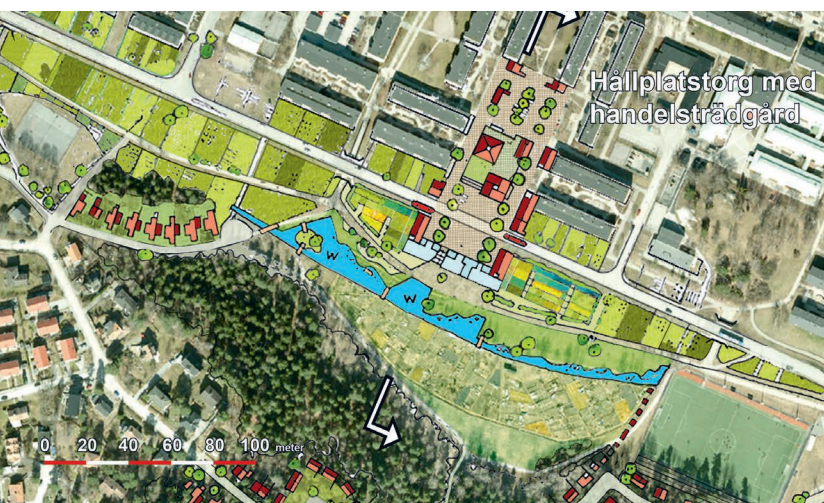 Hållplatstorg med
handelsträdgård
W
W
0 20 40 60 80 100 meter